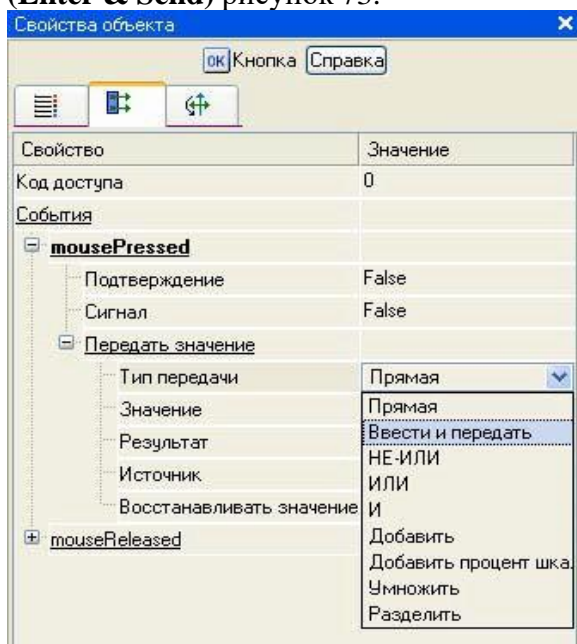 (Enter & Send) рисунок 73.
Свойства объекта
ок Кнопка Справка
Свойство Значение
Код доступа 0
События
mousePressed
Подтверждение False
Сигнал False
Передать значение
Тип передачи Прямая
Значение Прямая
Ввести и передать
Результат НЕ-ИЛИ
ИЛИ
Источник
Восстанавливать значение И
mouseReleased Добавить
Добавить процент шка.
Умножить
Разделить